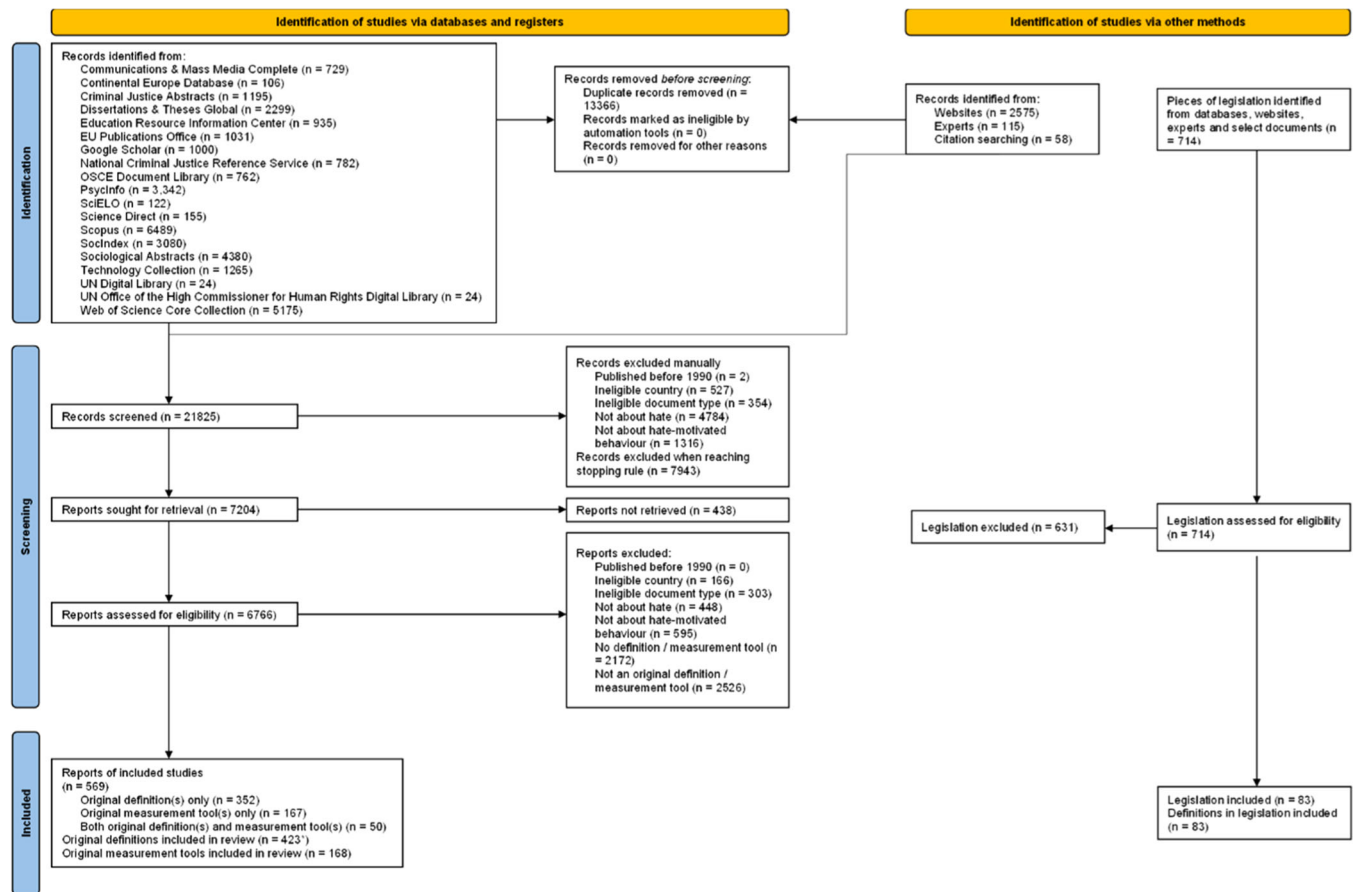 Identification of studies via databases and registers
Identification of studies via other methods
Identification
Records identified from:
Communications & Mass Media Complete (n = 729)
Continental Europe Database (n = 106)
Criminal Justice Abstracts (n =1195)
Dissertations & Theses Global (n =2299)
Education Resource Information Center (n = 935)
EU Publications Office (n = 1031)
Google Scholar (n = 1000)
National Criminal Justice Reference Service (n = 782)
OSCE Document Library (n = 762)
PsycInfo (n = 3,342)
SciELO (n = 122)
Science Direct (n = 155)
Scopus (n = 6489)
SocIndex (n = 3080)
Sociological Abstracts (n = 4380)
Technology Collection (n = 1265)
UN Digital Library (n = 24)
UN Office of the High Commissioner for Human Rights Digital Library (n = 24)
Web of Science Core Collection (n = 5175)
Records removed before screening:
Duplicate records removed (n =
13366)
Records marked as ineligible by
automation tools (n = 0)
Records removed for other reasons
(n = 0)
Records identified from:
Websites (n = 2575)
Experts (n = 115)
Citation searching (n = 58)
Pieces of legislation identified
from databases, websites,
experts and select documents (n
= 714)
Screening
Records screened (n = 21825)
Records excluded manually
Published before 1990 (n = 2)
Ineligible country (n = 527)
Ineligible document type (n = 354)
Not about hate (n = 4784)
Not about hate-motivated
behaviour (n = 1316)
Records excluded when reaching
stopping rule (n = 7943)
Reports sought for retrieval (n = 7204)
Reports not retrieved (n = 438)
Legislation excluded (n = 631)
Legislation assessed for eligibility
(n = 714)
Reports assessed for eligibility (n = 6766)
Reports excluded:
Published before 1990 (n = 0)
Ineligible country (n = 166)
Ineligible document type (n = 303)
Not about hate (n = 448)
Not about hate-motivated
behaviour (n = 595)
No definition / measurement tool (n
= 2172)
Not an original definition /
measurement tool (n = 2526)
Included
Reports of included studies
(n = 569)
Original definition(s) only (n = 352)
Original measurement tool(s) only (n = 167)
Both original definition(s) and measurement tool(s) (n = 50)
Original definitions included in review (n = 423*)
Original measurement tools included in review (n = 168)
Legislation included (n = 83)
Definitions in legislation included
(n = 83)